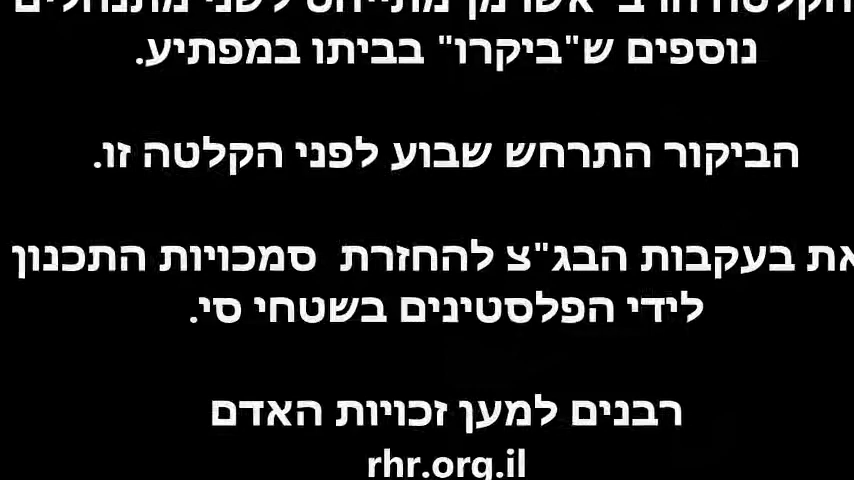 נוספים ש"ביקרו" בביתו במפתיע.
הביקור התרחש שבוע לפני הקלטה זו.
בעקבות הבג"צ להחזרת סמכויות התכנון
לידי הפלסטינים בשטחי סי.
רבנים למען זכויות האדם
rhr.org.il